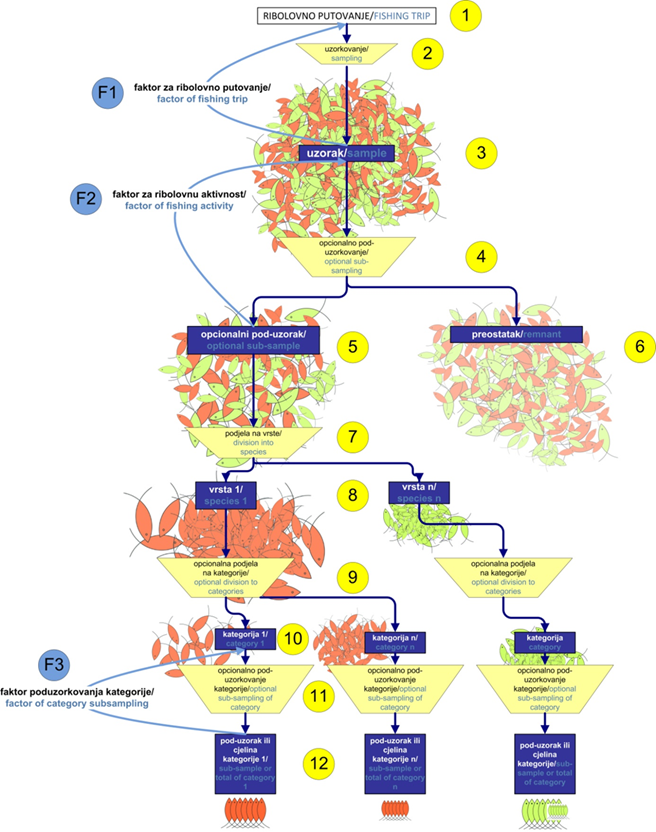 RIBOLOVNO PUTOVANJE/FISHING TRIP
1
uzorkovanje/
sampling
2
F1
faktor za ribolovno putovanje/
factor of fishing trip
uzorak/sample
3
F2
faktor za ribolovnu aktivnost/
factor of fishing activity
opcionalno pod-
uzorkovanje/
optional sub-
sampling
4
opcionalni pod-uzorak/
optional sub-sample
5
preostatak/remnant
6
podjela na vrste/
division into
species
7
vrsta 1/
species 1
8
vrsta n/
species n
opcionalna podjela
na kategorije/
optional division to
categories
9
opcionalna podjela
na kategorije/
optional division to
categories
kategorija 1/
category 1
10
kategorija n/
category n
kategorija
category
F3
faktor poduzorkovanja kategorije/
factor of category subsampling
opcionalno pod-
uzorkovanje
kategorije/optional
sub-sampling of
category
11
opcionalno pod-
uzorkovanje
kategorije/optional
sub-sampling of
category
opcionalno pod-
uzorkovanje
kategorije/optional
sub-sampling of
category
pod-uzorak ili
cjelina
kategorije 1/
sub-sample or
total of category
1
12
pod-uzorak ili
cjelina
kategorije n/
sub-sample or
total of category
n
pod-uzorak ili
cjelina
kategorije/sub-
sample or total
of category